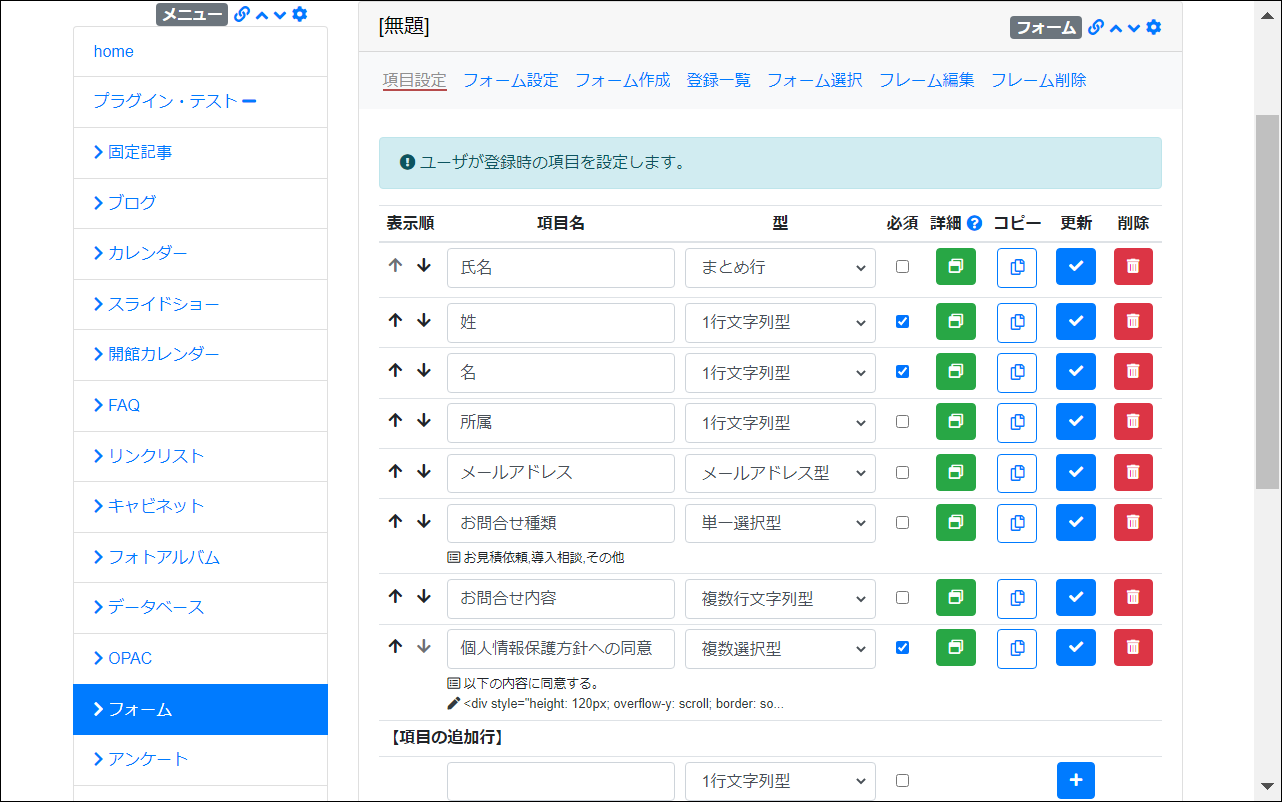 メニュー
home
プラグイン・テスト
固定記事
ブログ
カレンダー
スライドショー
開館カレンダー
FAQ
リンクリスト
キャビネット
フォトアルバム
データベース
OPAC
フォーム
アンケート
[無題]
フォーム
項目設定 フォーム設定 フォーム作成 登録一覧 フォーム選択 フレーム編集 フレーム削除
ユーザが登録時の項目を設定します。
表示順 項目名 型 必須 詳細 コピー 更新 削除
氏名 まとめ行
姓 1行文字列型
名 1行文字列型
所属 1行文字列型
メールアドレス メールアドレス型
お問合せ種類 単一選択型
お見積依頼,導入相談,その他
お問合せ内容 複数行文字列型
個人情報保護方針への同意 複数選択型
以下の内容に同意する。
<div style="height: 120px; overflow-y: scroll; border: so...
【項目の追加行】
1行文字列型